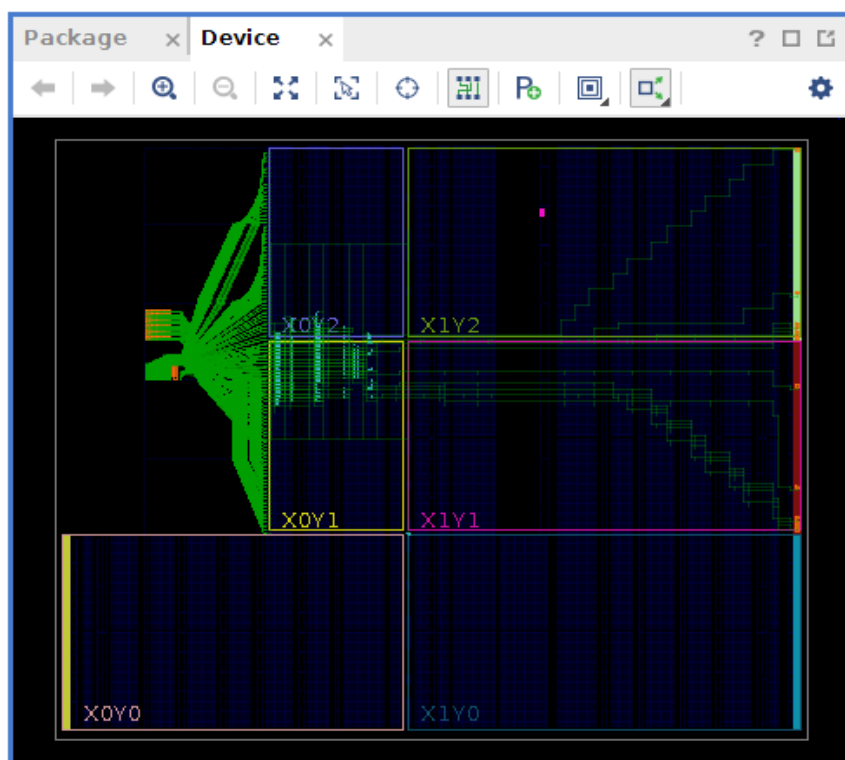 Package × Device ×
?
X0Y2 X1Y2
X0Y1 X1Y1
X0Y0 X1Y0